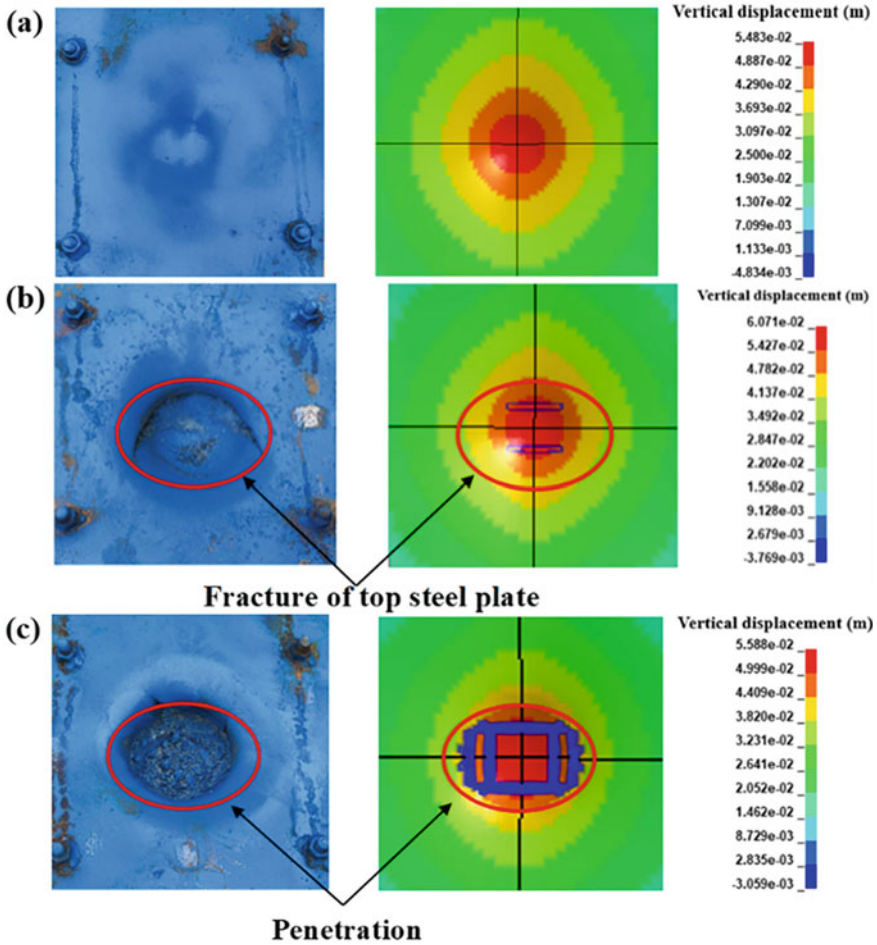 (a)
Vertical displacement (m)
5.483e-02
4.887e-02
4.290e-02
3.693e-02
3.097e-02
2.500e-02
1.903e-02
1.307e-02
7.099e-03
1.133e-03
-4.834e-03
(b)
Vertical displacement (m)
6.071e-02
5.427e-02
4.782e-02
4.137e-02
3.492e-02
2.847e-02
2.202e-02
1.558e-02
9.128e-03
2.679e-03
-3.769e-03
Fracture of top steel plate
(c)
Vertical displacement (m)
5.588e-02
4.999e-02
4.409e-02
3.820e-02
3.231e-02
2.641e-02
2.052e-02
1.462e-02
8.729e-03
2.835e-03
-3.059e-03
Penetration